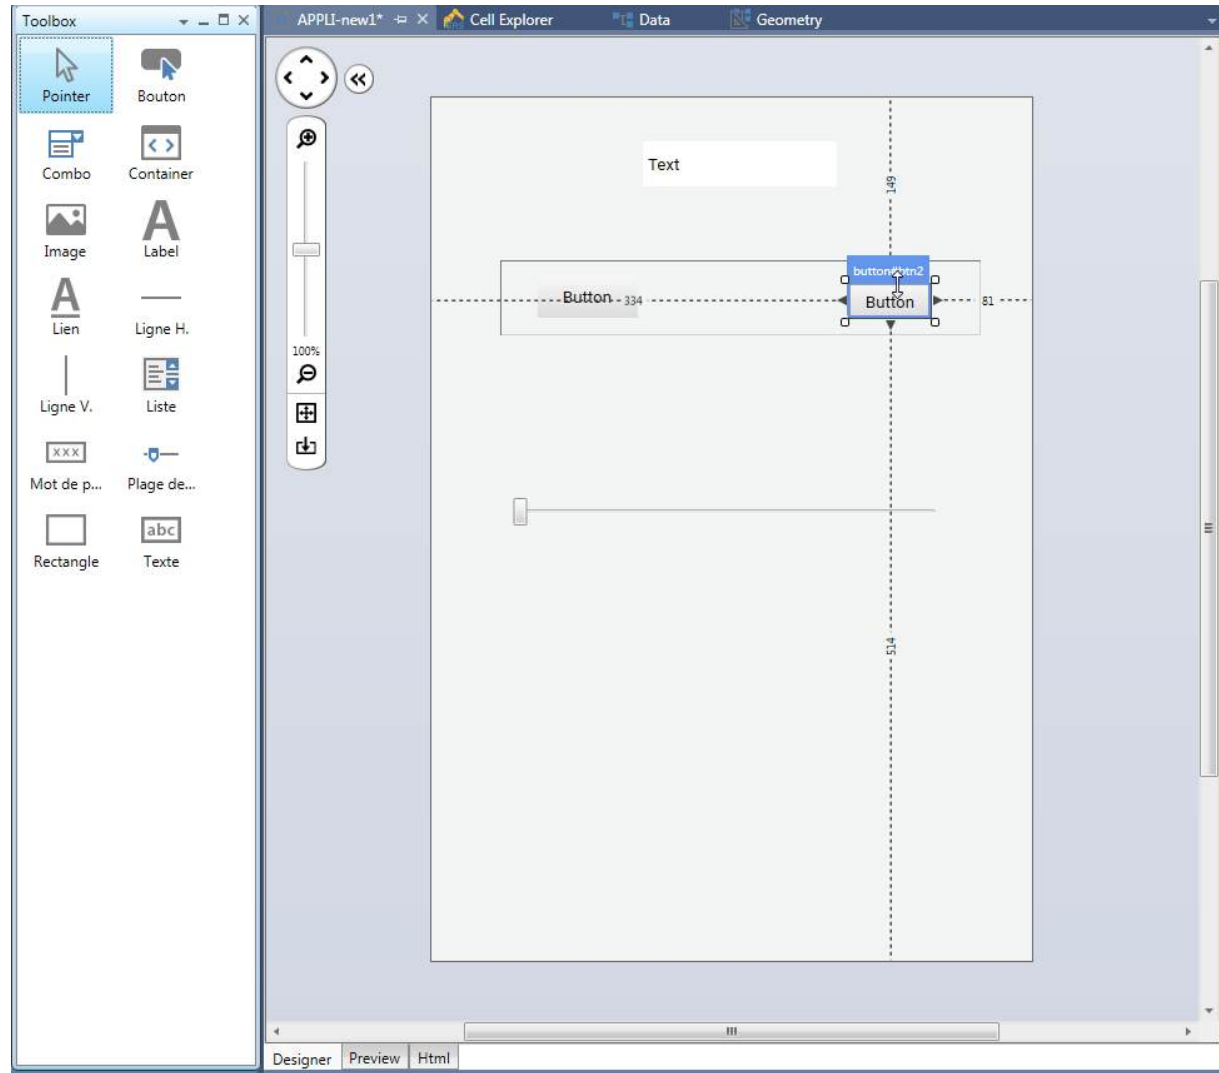 Toolbox
APPLI-new1* Cell Explorer Data Geometry
Pointer Bouton
Combo Container
Image
A
Label
A
Lien Ligne H.
Ligne V. Liste
xxx
Mot de p... Plage de...
abc
Rectangle Texte
100%
Text
149
button#btn2
Button 334
Button
81
514
Designer Preview Html